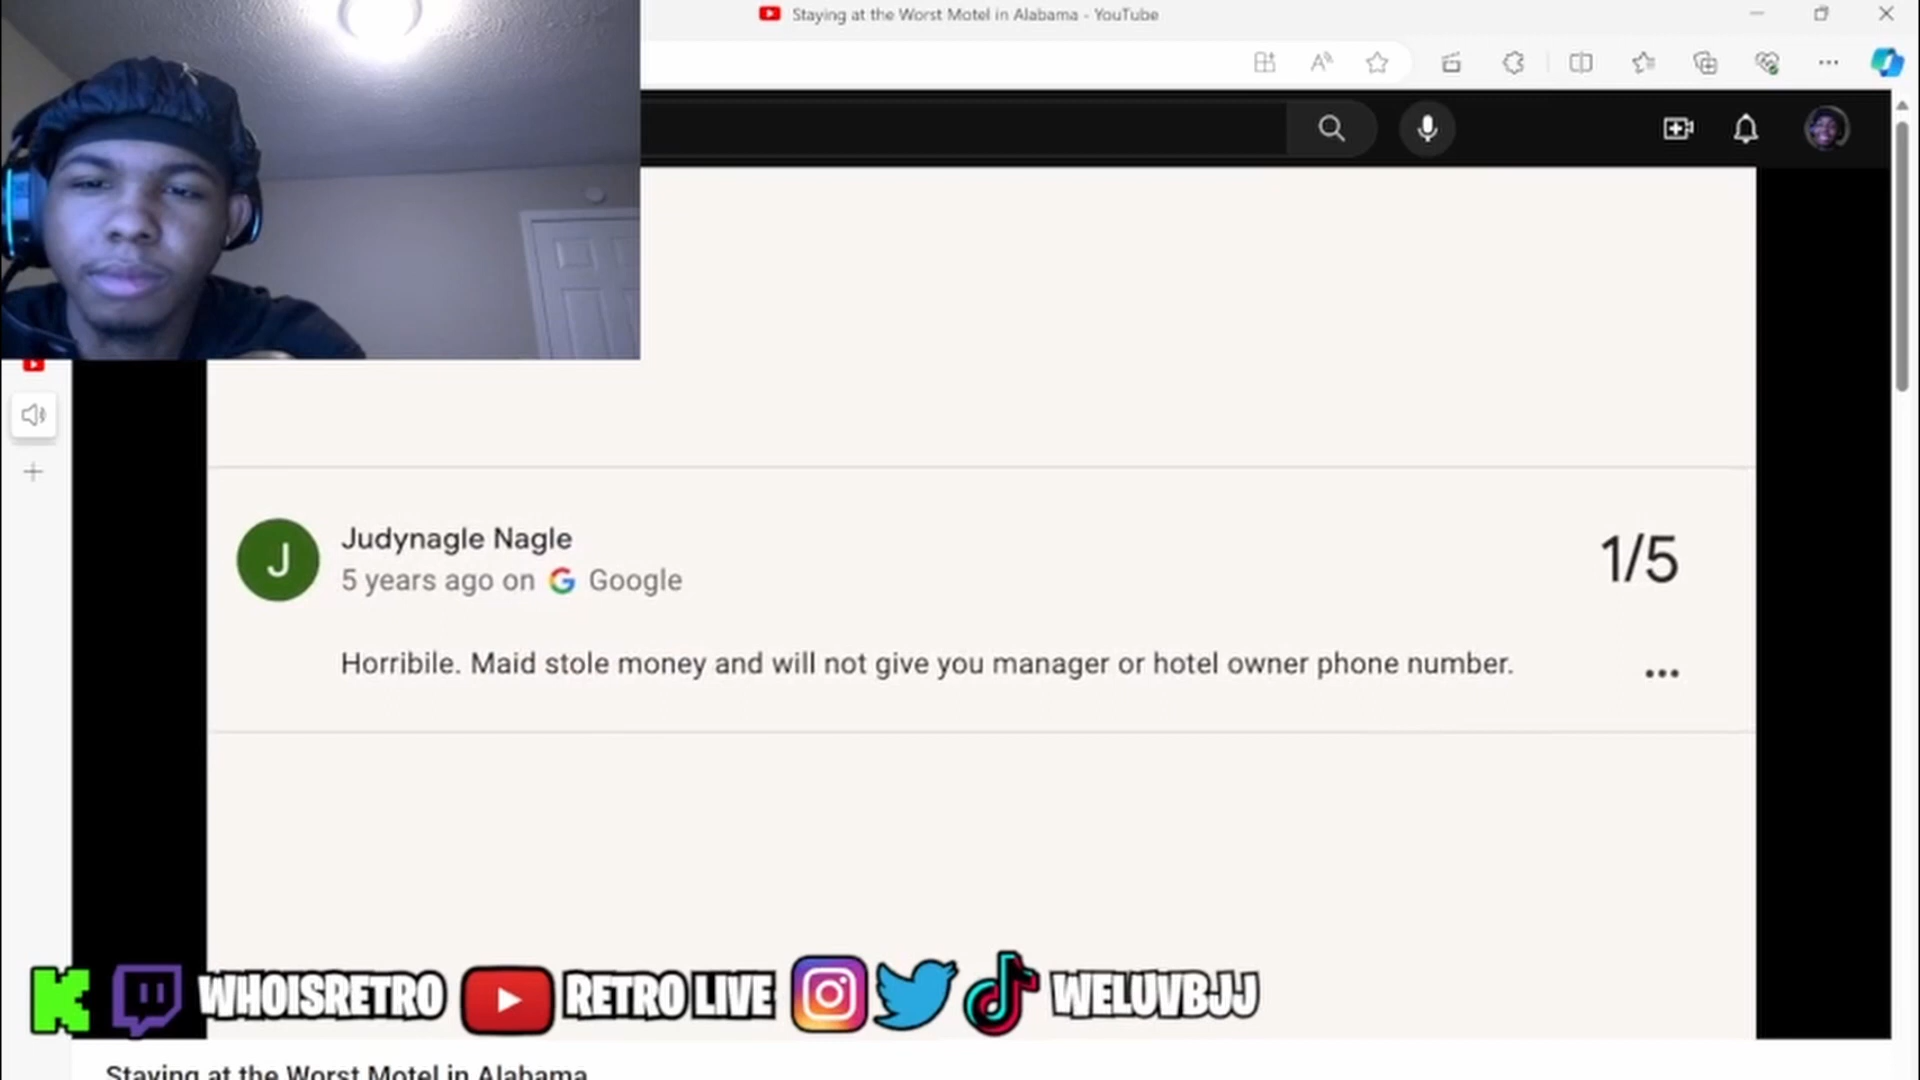 Staying at the Worst Motel in Alabama - YouTube
J
Judynagle Nagle
1/5
5 years ago on Google
Horribile. Maid stole money and will not give you manager or hotel owner phone number.
WHOISRETRO RETRO LIVE WELUVBJJ
Staying at the Worst Motel in Alabama